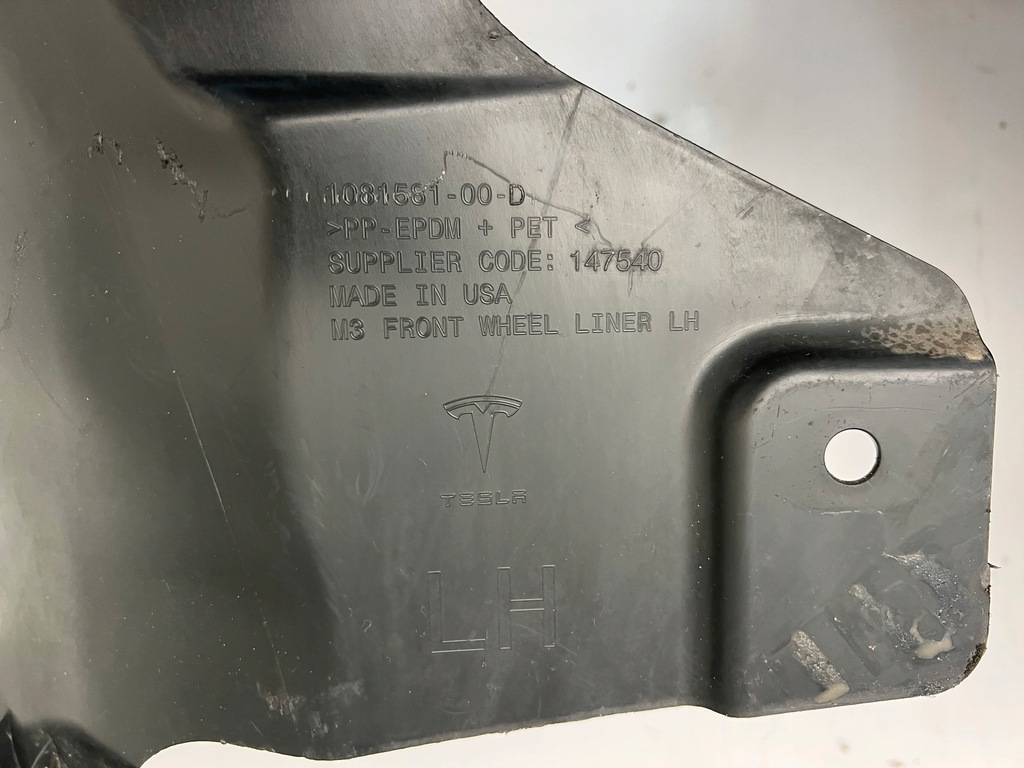 1081581-00-D
>PP-EPDM + PET <
SUPPLIER CODE: 147540
MADE IN USA
M3 FRONT WHEEL LINER LH
TESLA
LH